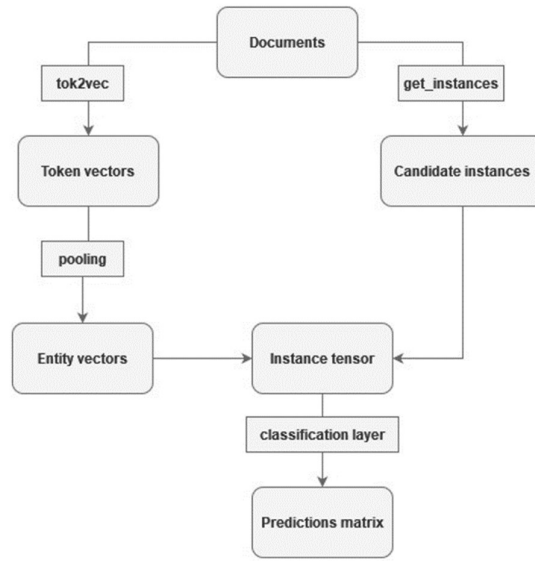 Documents
tok2vec
get_instances
Token vectors
Candidate instances
pooling
Entity vectors
Instance tensor
classification layer
Predictions matrix